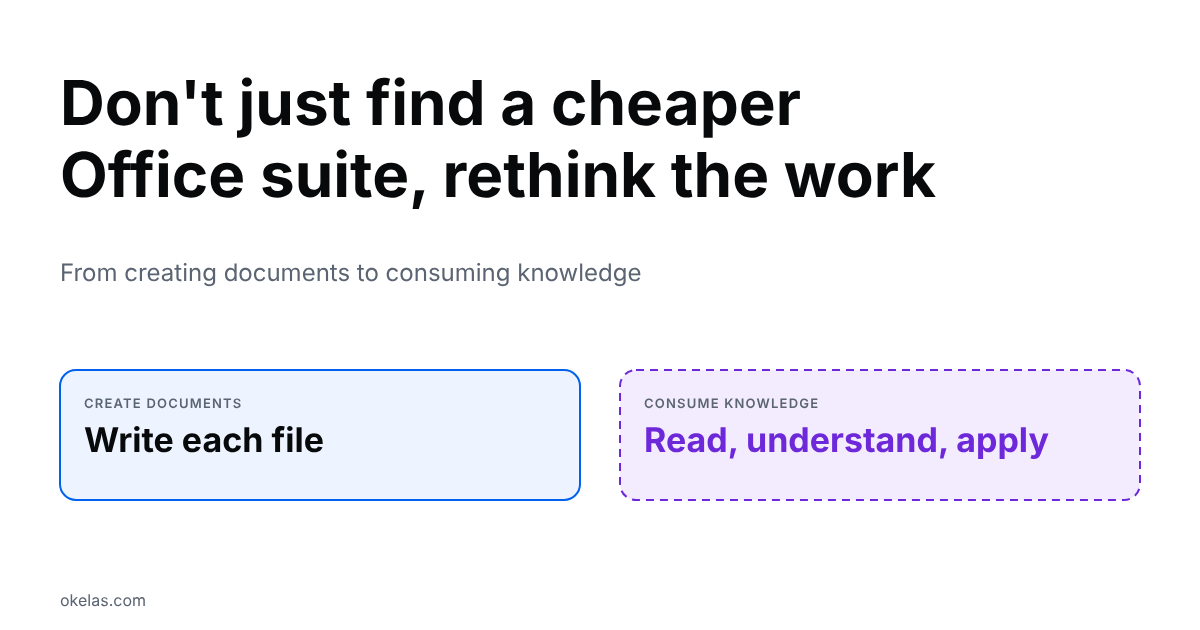 Don't just find a cheaper
Office suite, rethink the work
From creating documents to consuming knowledge
CREATE DOCUMENTS
Write each file
CONSUME KNOWLEDGE
Read, understand, apply
okelas.com